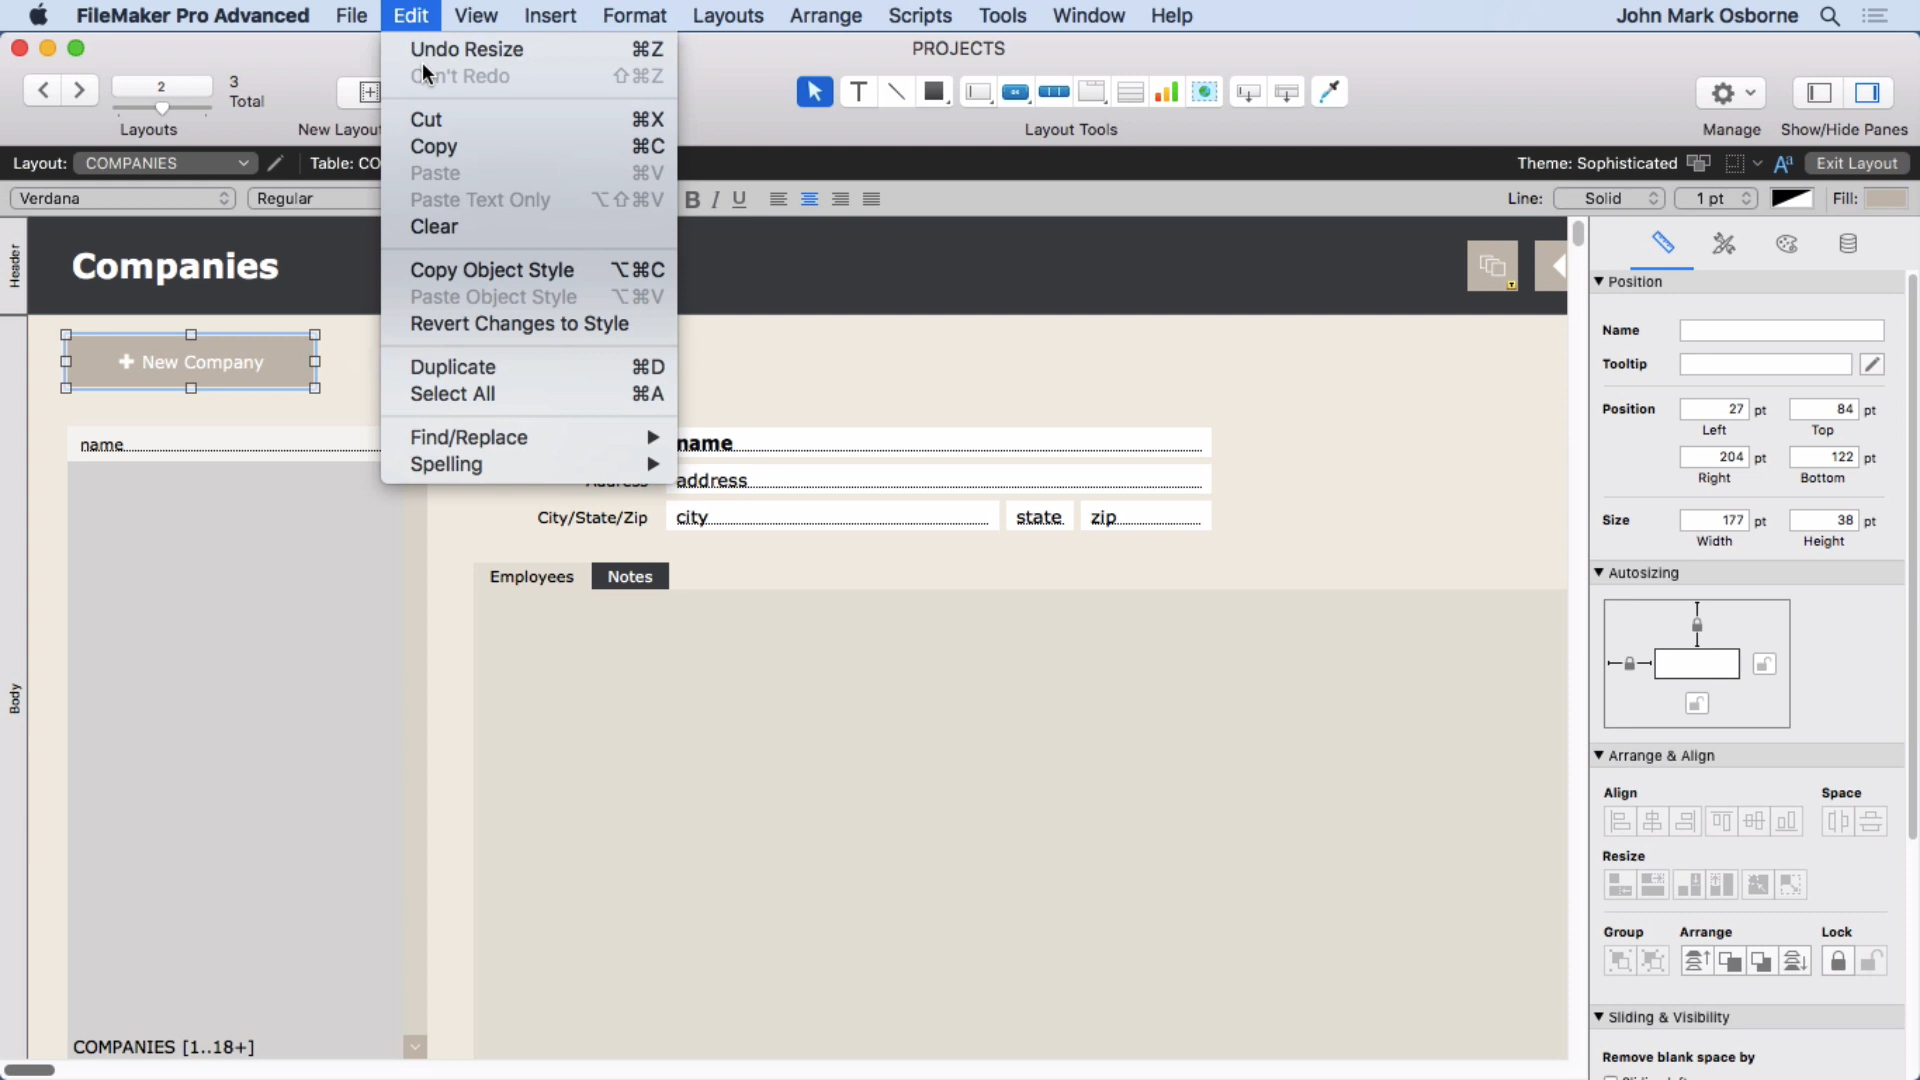 FileMaker Pro Advanced File Edit View Insert Format Layouts Arrange Scripts Tools Window Help John Mark Osborne
PROJECTS
2
3
Total
Layouts
New Layou
Layout Tools
Manage
Show/Hide Panes
Undo Resize ⌘Z
Can't Redo ⇧⌘Z
Cut ⌘X
Copy ⌘C
Paste ⌘V
Paste Text Only ⌥⇧⌘V
Clear
Copy Object Style ⌥⌘C
Paste Object Style ⌥⌘V
Revert Changes to Style
Duplicate ⌘D
Select All ⌘A
Find/Replace
Spelling
Layout: COMPANIES Table: CO
Theme: Sophisticated Aa Exit Layout
Verdana Regular B I U
Line: Solid 1 pt Fill:
Header
Companies
+ New Company
name
name
Address address
City/State/Zip city state zip
Employees Notes
Body
COMPANIES [1..18+]
Position
Name
Tooltip
Position 27 pt 84 pt
Left Top
204 pt 122 pt
Right Bottom
Size 177 pt 38 pt
Width Height
Autosizing
Arrange & Align
Align Space
Resize
Group Arrange Lock
Sliding & Visibility
Remove blank space by